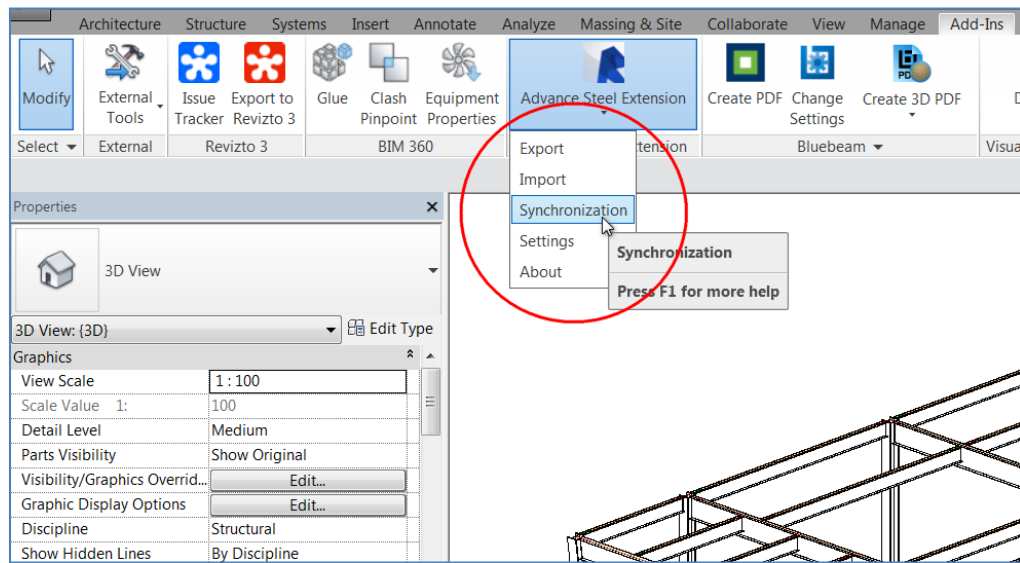 Architecture Structure Systems Insert Annotate Analyze Massing & Site Collaborate View Manage Add-Ins
Modify
External Tools
Issue Tracker
Export to Revizto 3
Glue
Clash Pinpoint
Equipment Properties
Advance Steel Extension
Create PDF
Change Settings
PD
Create 3D PDF
Select
External
Revizto 3
BIM 360
tension
Bluebeam
Visua
Export
Import
Synchronization
Settings
About
Synchronization
Press F1 for more help
Properties
3D View
3D View: {3D}
Edit Type
Graphics
View Scale 1 : 100
Scale Value 1: 100
Detail Level Medium
Parts Visibility Show Original
Visibility/Graphics Overrid... Edit...
Graphic Display Options Edit...
Discipline Structural
Show Hidden Lines By Discipline